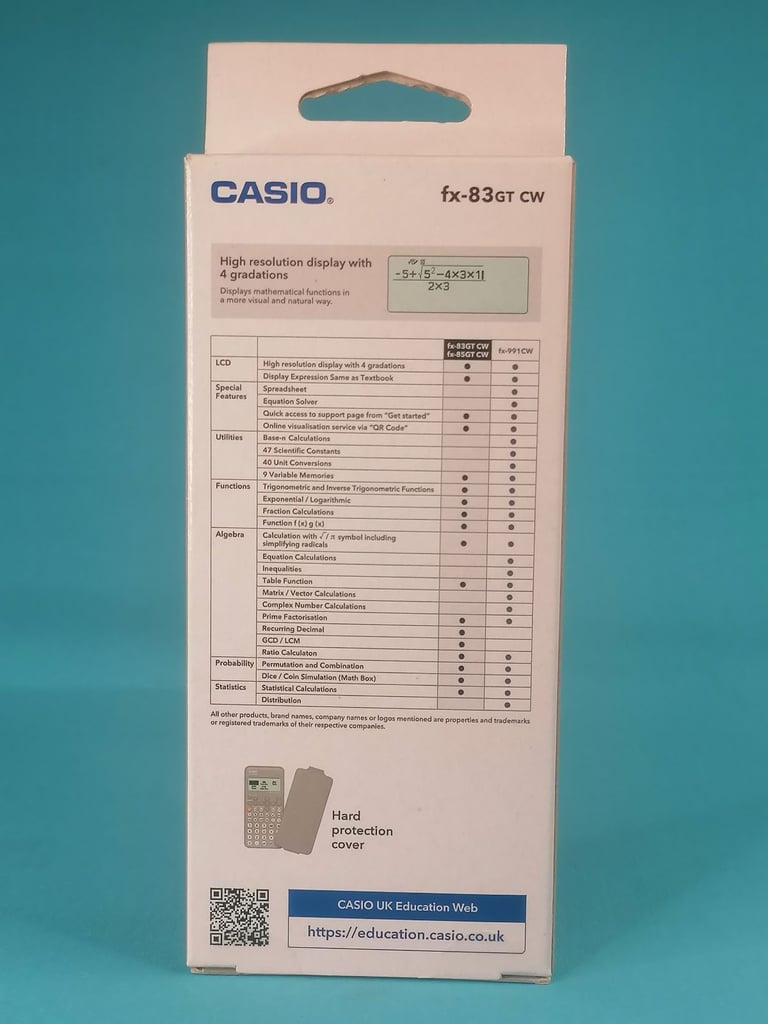 CASIO®
fx-83GT CW
High resolution display with
4 gradations
Displays mathematical functions in
a more visual and natural way.
-5+√5²-4×3×1
2×3
fx-83GT CW
fx-85GT CW
fx-991CW
LCD
High resolution display with 4 gradations ● ●
Display Expression Same as Textbook ● ●
Special
Features
Spreadsheet ●
Equation Solver ●
Quick access to support page from "Get started" ● ●
Online visualisation service via "QR Code" ● ●
Utilities
Base-n Calculations ●
47 Scientific Constants ●
40 Unit Conversions ●
9 Variable Memories ● ●
Functions
Trigonometric and Inverse Trigonometric Functions ● ●
Exponential / Logarithmic ● ●
Fraction Calculations ● ●
Function f (x) g (x) ● ●
Algebra
Calculation with √ / π symbol including
simplifying radicals ● ●
Equation Calculations ●
Inequalities ●
Table Function ● ●
Matrix / Vector Calculations ●
Complex Number Calculations ●
Prime Factorisation ● ●
Recurring Decimal ●
GCD / LCM ●
Ratio Calculaton ● ●
Probability
Permutation and Combination ● ●
Dice / Coin Simulation (Math Box) ● ●
Statistics
Statistical Calculations ● ●
Distribution ●
All other products, brand names, company names or logos mentioned are properties and trademarks
or registered trademarks of their respective companies.
Hard
protection
cover
CASIO UK Education Web
https://education.casio.co.uk